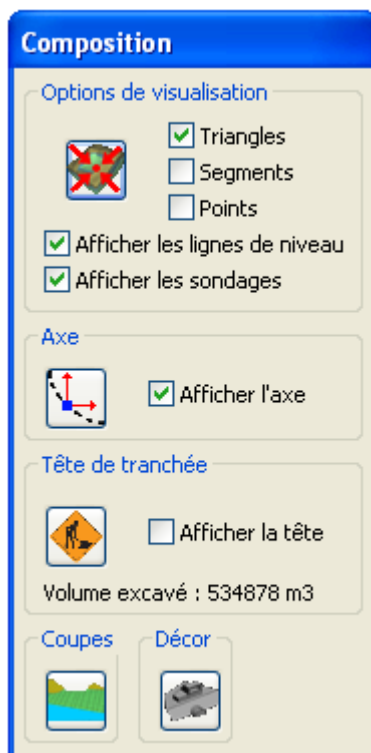 Composition
Options de visualisation
Triangles
Segments
Points
Afficher les lignes de niveau
Afficher les sondages
Axe
Afficher l'axe
Tête de tranchée
Afficher la tête
Volume excavé : 534878 m3
Coupes Décor